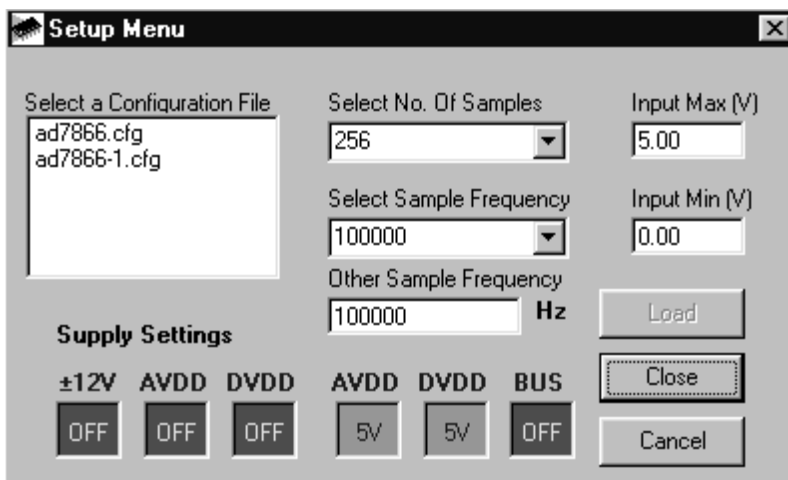 Setup Menu
Select a Configuration File
ad7866.cfg
ad7866-1.cfg
Select No. Of Samples
256
Input Max (V)
5.00
Select Sample Frequency
100000
Input Min (V)
0.00
Other Sample Frequency
100000 Hz
Load
Close
Cancel
Supply Settings
±12V AVDD DVDD AVDD DVDD BUS
OFF OFF OFF 5V 5V OFF